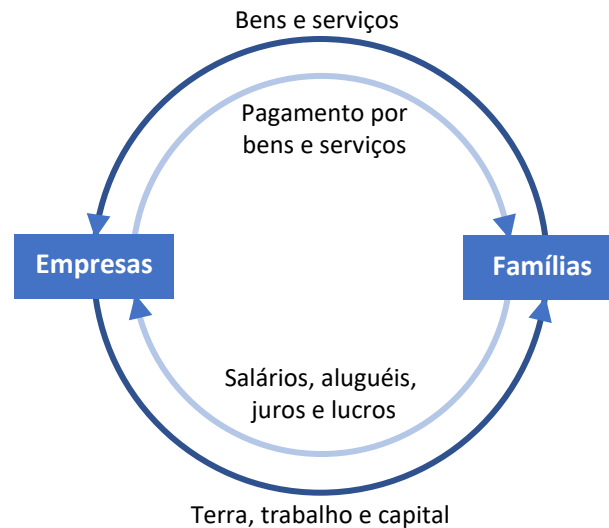 Bens e serviços
Pagamento por
bens e serviços
Empresas
Famílias
Salários, aluguéis,
juros e lucros
Terra, trabalho e capital